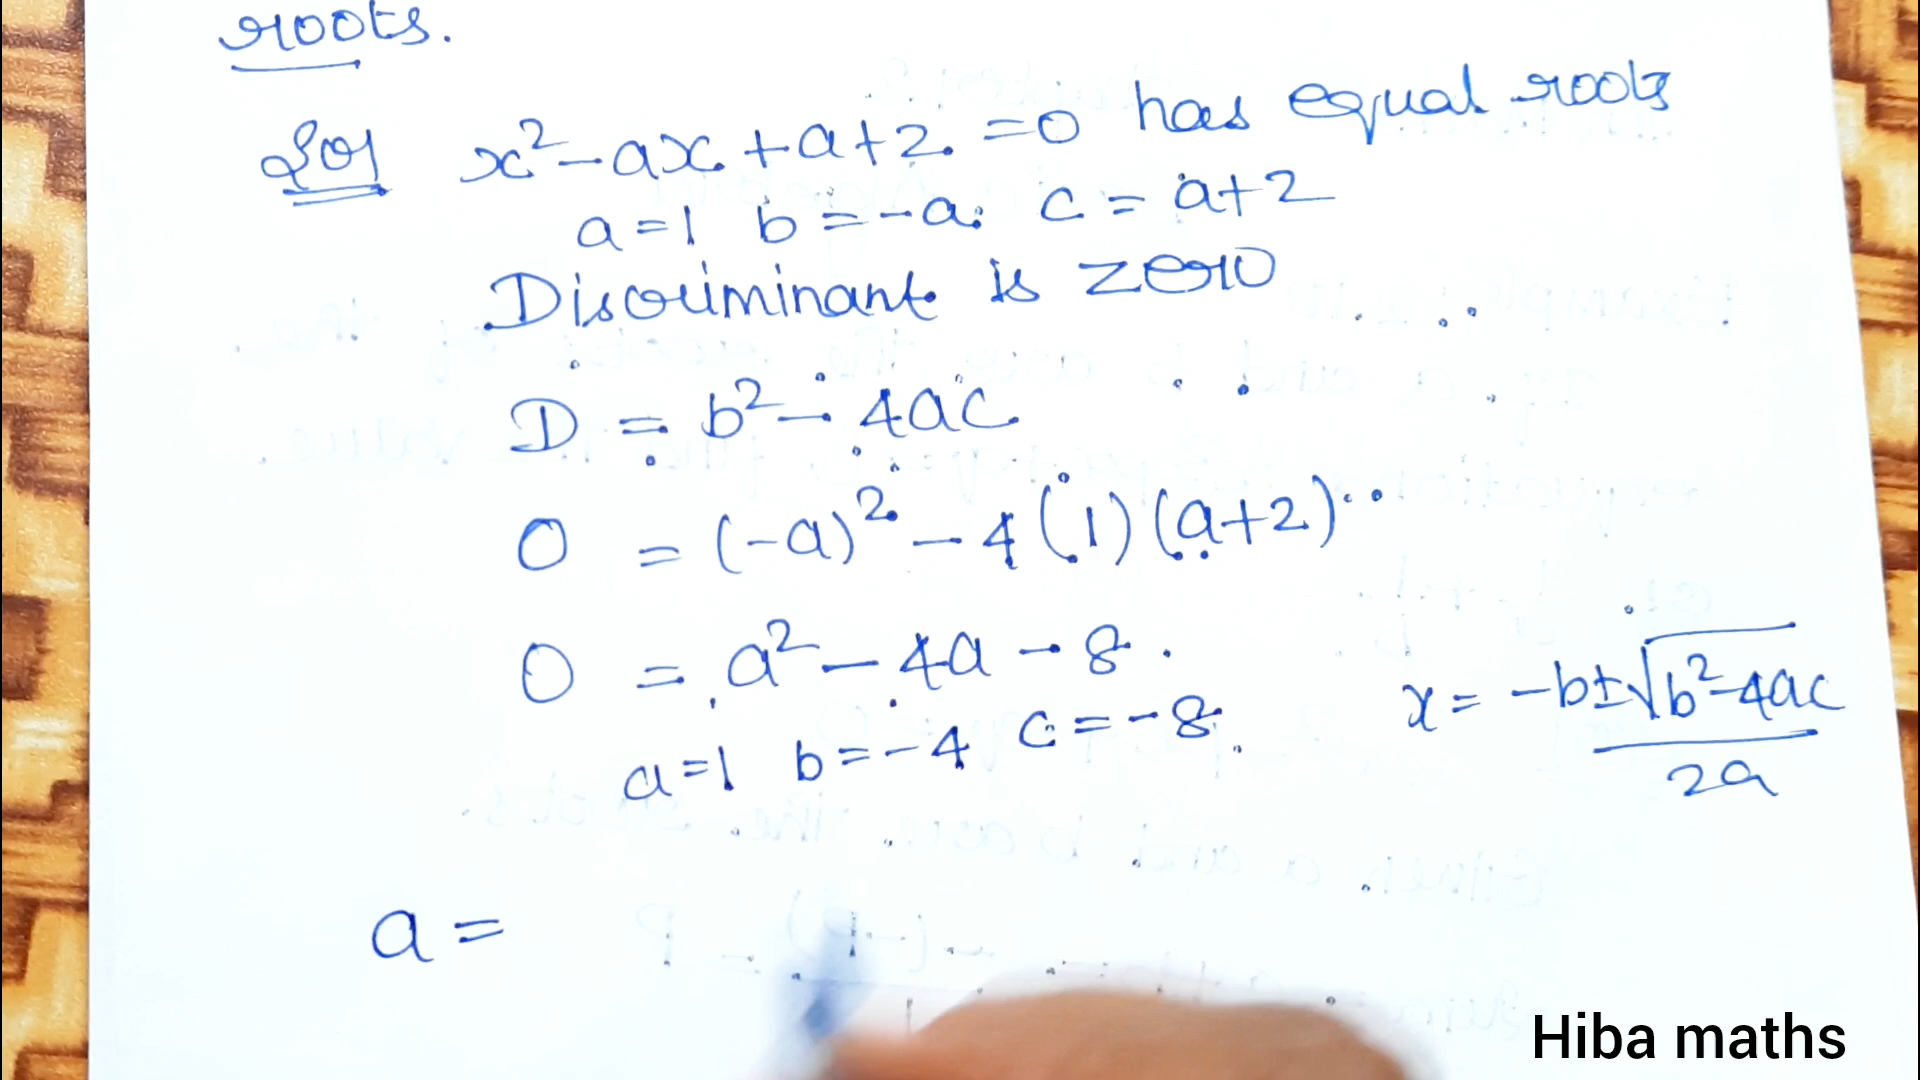 roots.
Sol x²-ax+a+2=0 has equal roots
a=1 b=-a c=a+2
Discriminant is zero
D = b²-4ac
0 = (-a)²-4(1)(a+2)
0 = a²-4a-8
a=1 b=-4 c=-8
x = -b±√b²-4ac
2a
a=
Hiba maths